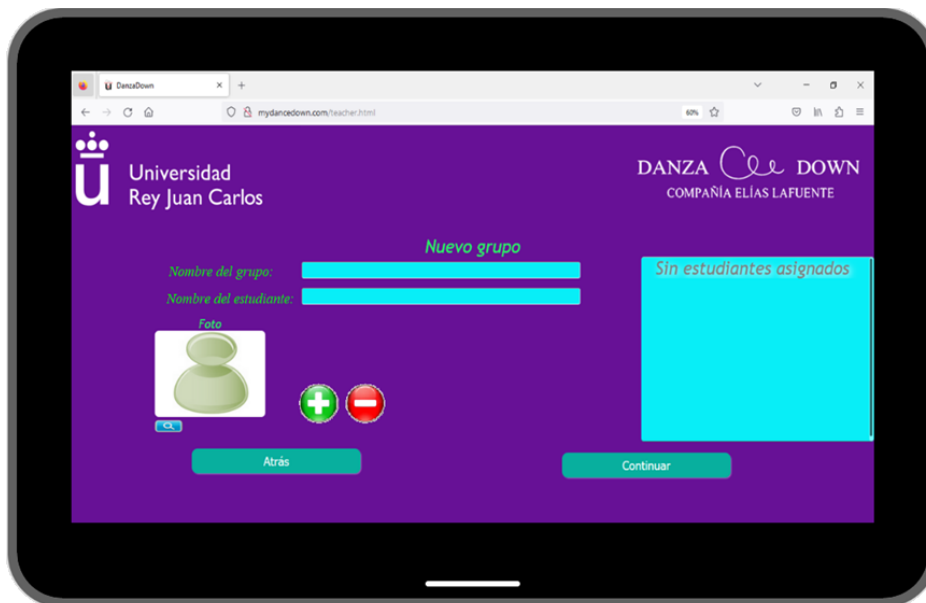 DanzaDown
mydancedown.com/teacher.html
60%
ü
Universidad
Rey Juan Carlos
DANZA DOWN
COMPAÑÍA ELÍAS LAFUENTE
Nuevo grupo
Nombre del grupo:
Nombre del estudiante:
Sin estudiantes asignados
Foto
Atrás
Continuar